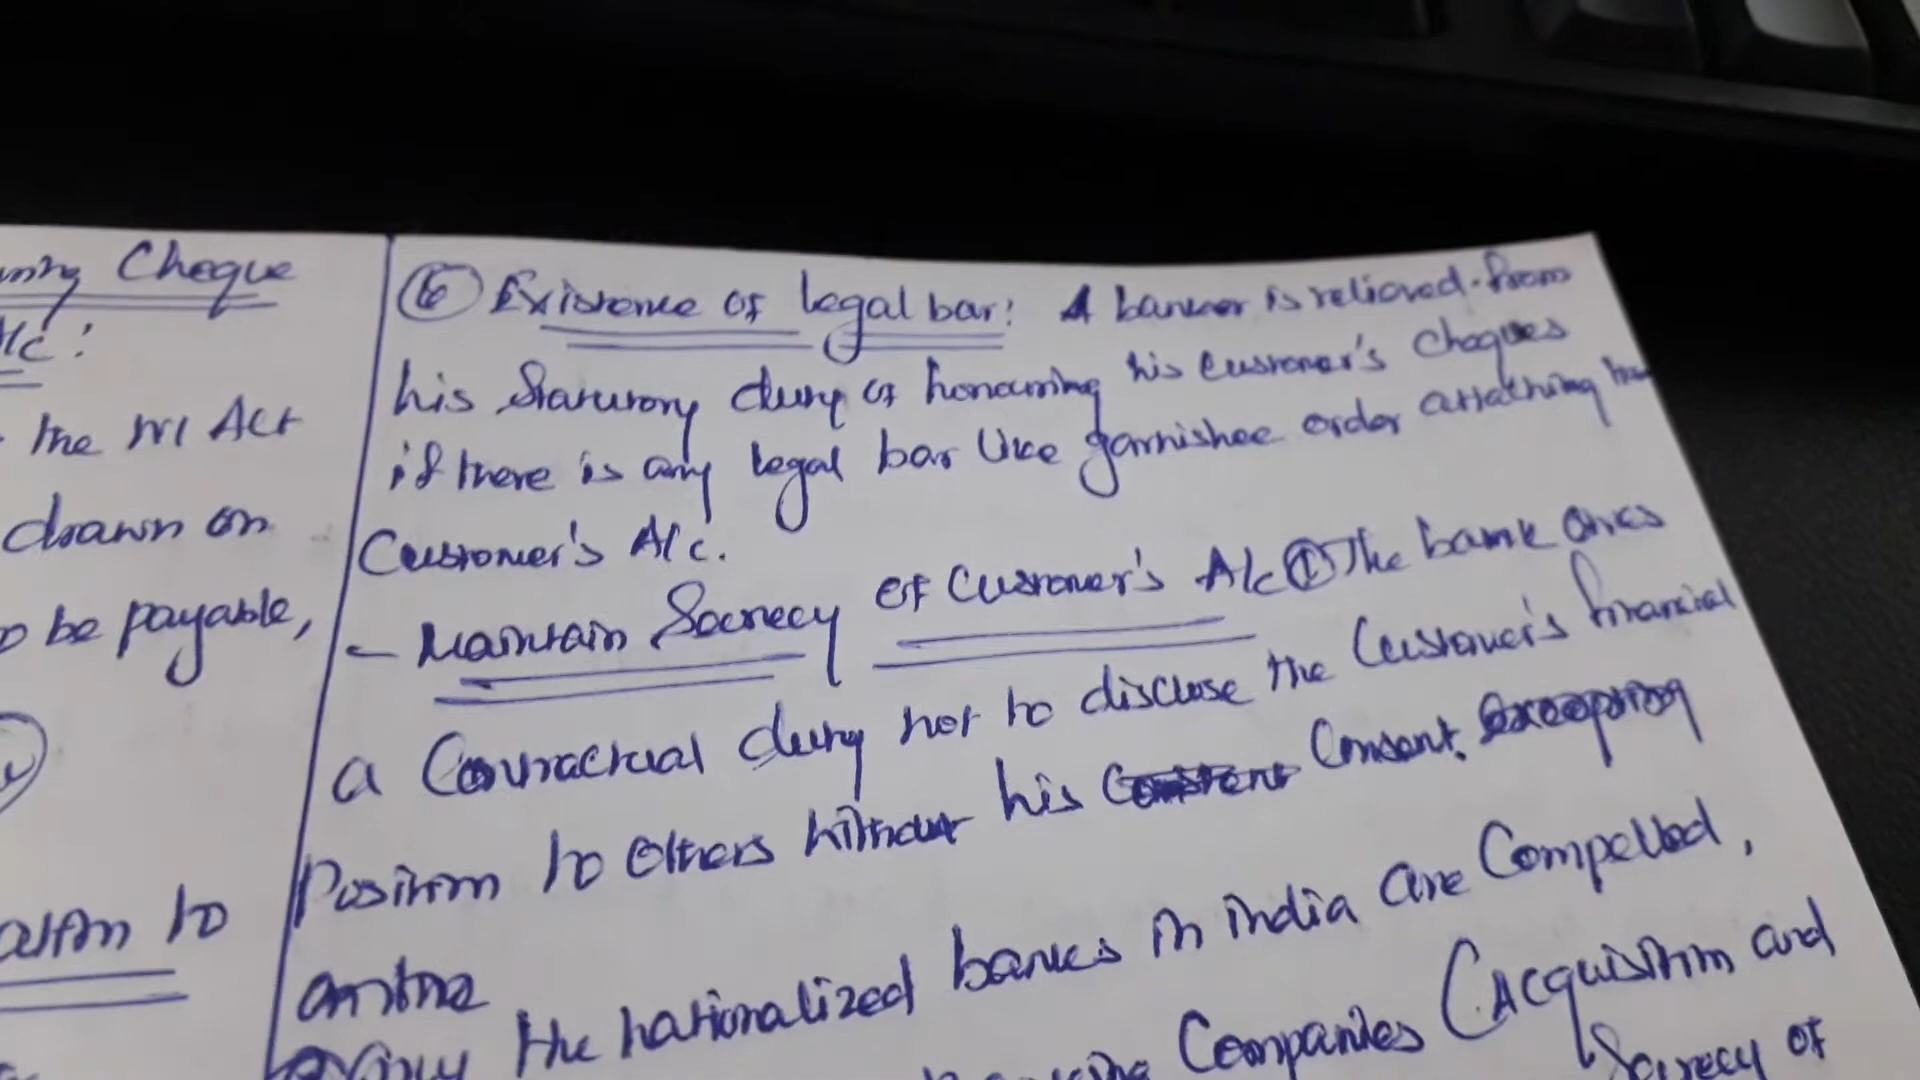 Cheque
A/c:
the NI Act
drawn on
be payable,
to
⑥ Existence of legal bar: A banker is relieved from
his Statutory duty of honouring his customer's cheques
if there is any legal bar like garnishee order attathing the
Customer's A/c.
- Maintain Secrecy of Customer's A/c ① The bank owes
a Contractual duty not to disclose the Customer's financial
Position to others without his Consent.
the nationalized banks in india are Compelled,
Companies (Acquisition and
Secrecy of